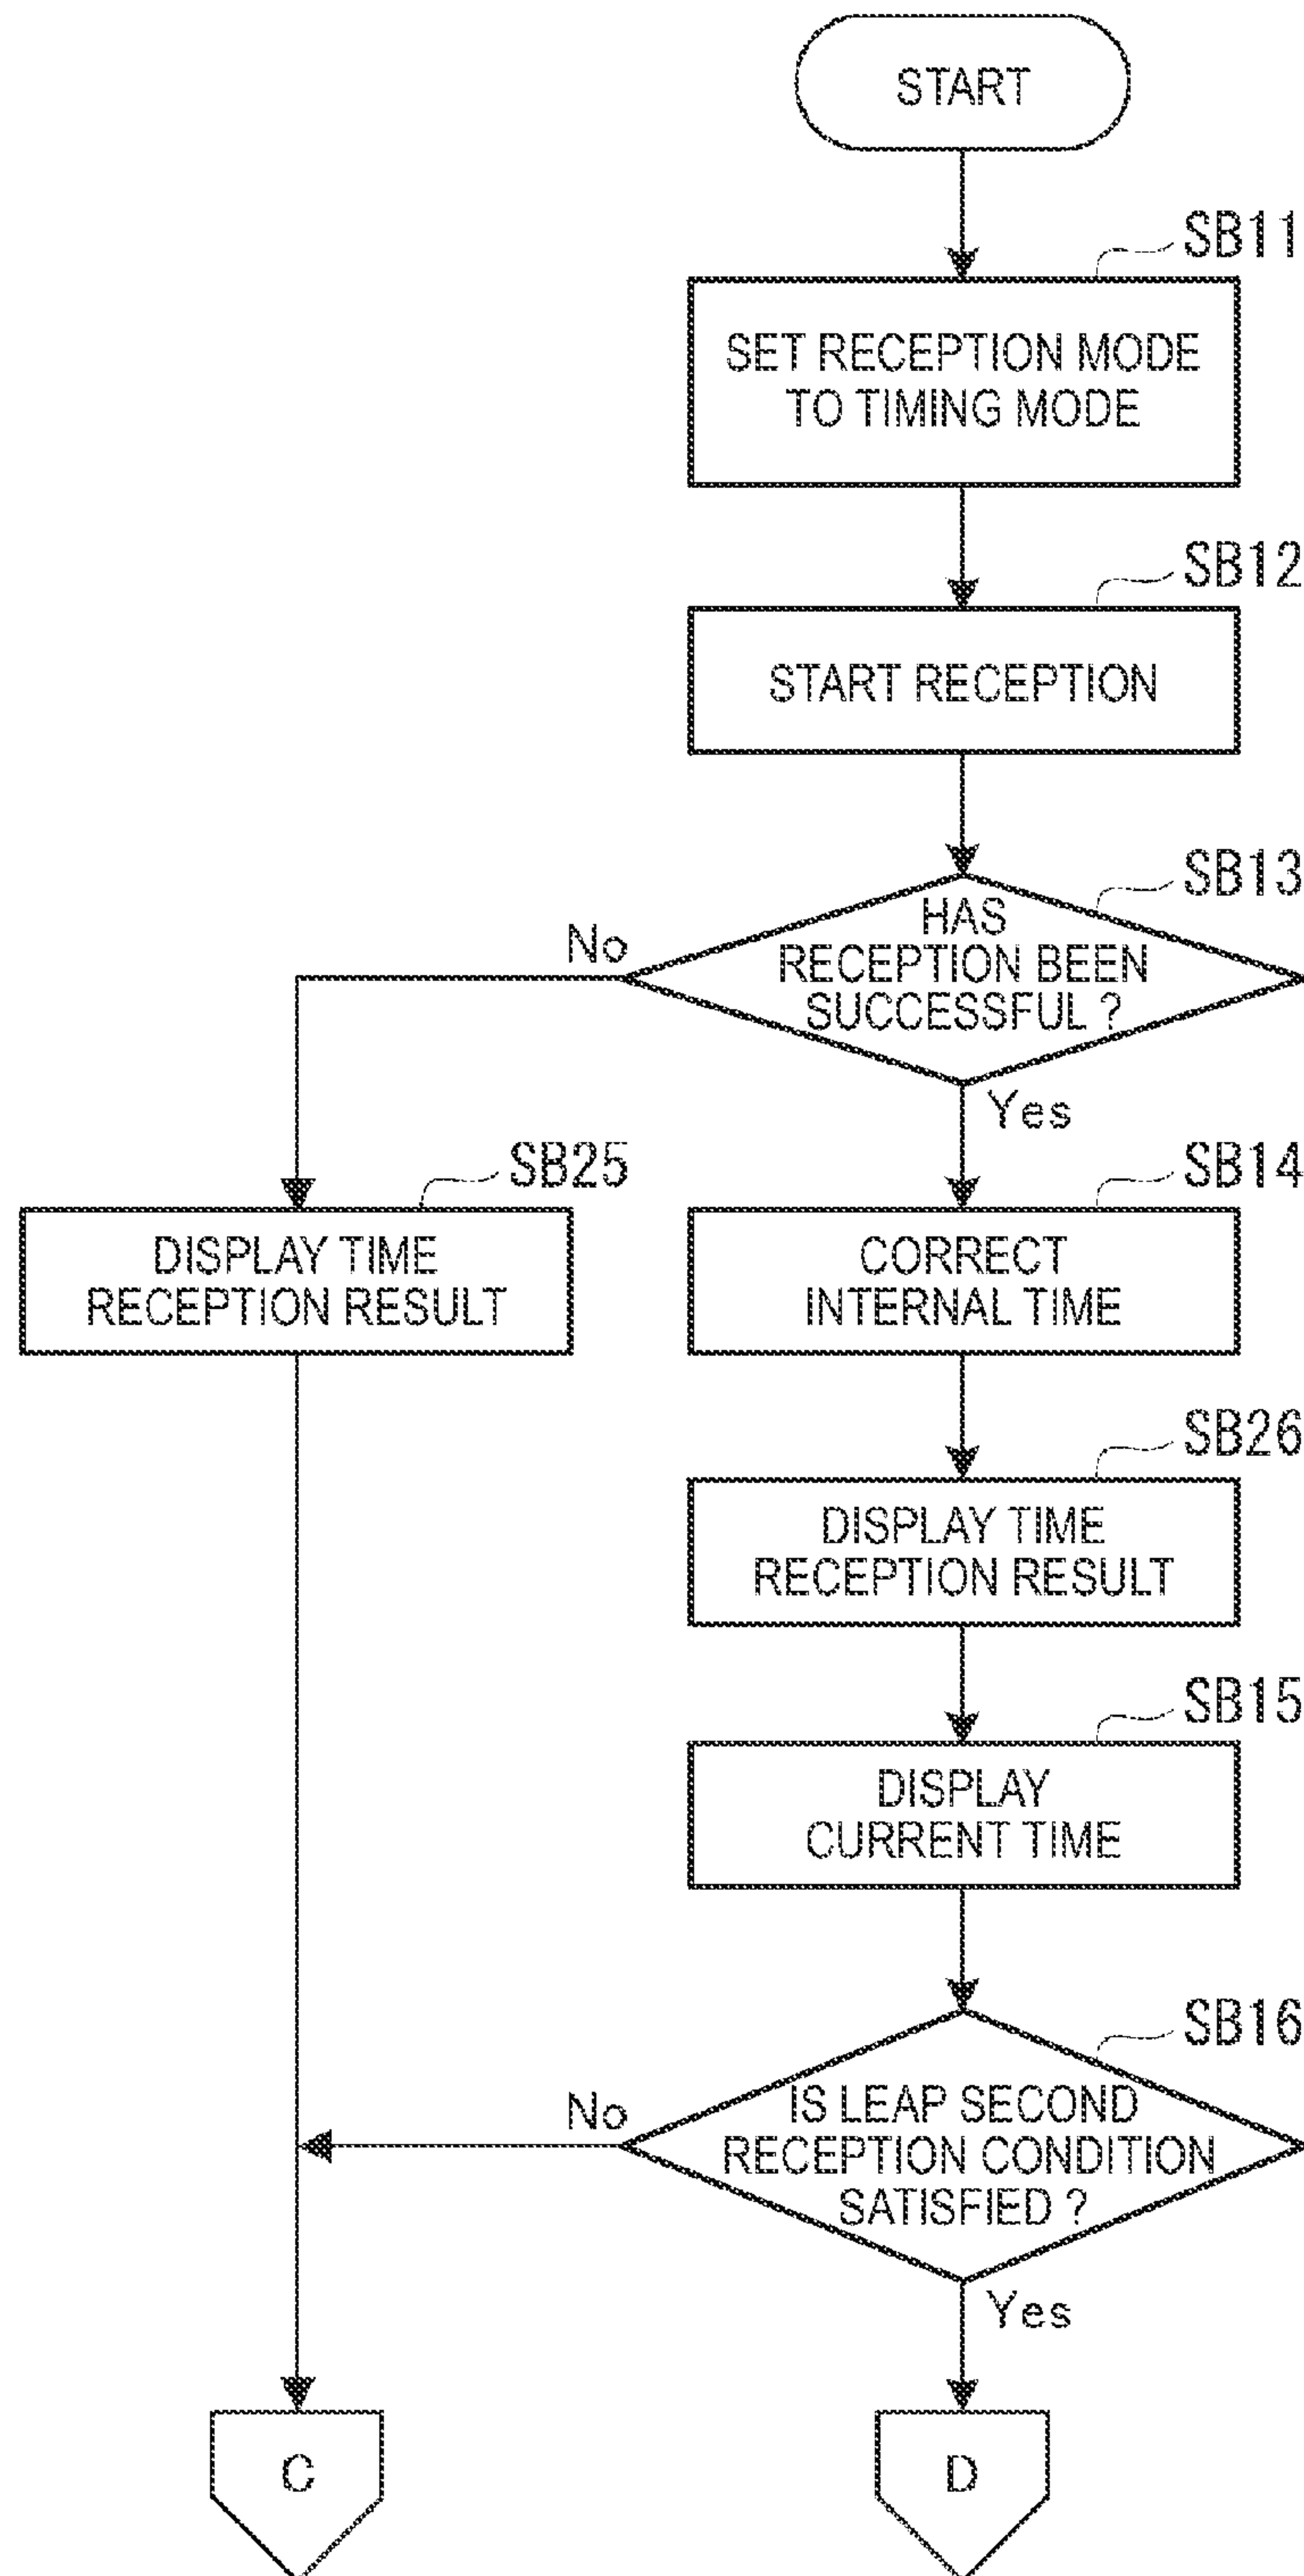 START
SB11
SET RECEPTION MODE
TO TIMING MODE
SB12
START RECEPTION
SB13
HAS
RECEPTION BEEN
SUCCESSFUL ?
No
Yes
SB25
DISPLAY TIME
RECEPTION RESULT
SB14
CORRECT
INTERNAL TIME
SB26
DISPLAY TIME
RECEPTION RESULT
SB15
DISPLAY
CURRENT TIME
SB16
IS LEAP SECOND
RECEPTION CONDITION
SATISFIED ?
No
Yes
C
D